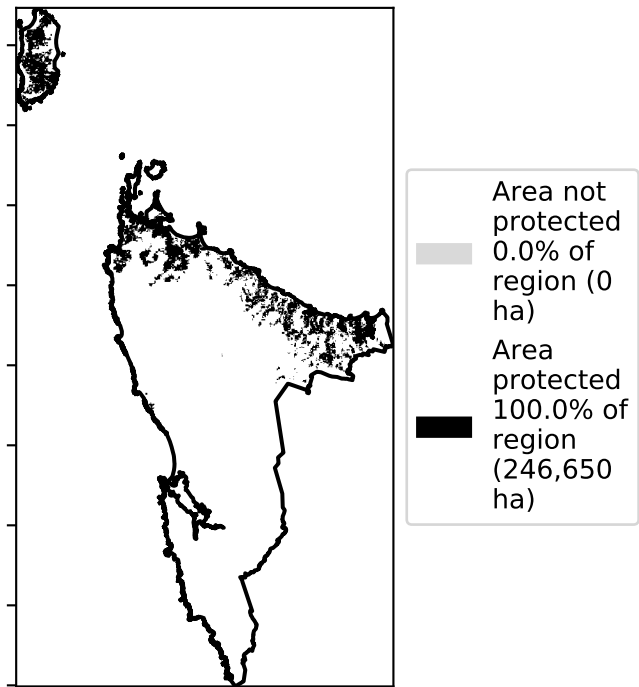 Area not
protected
0.0% of
region (0
ha)
Area
protected
100.0% of
region
(246,650
ha)